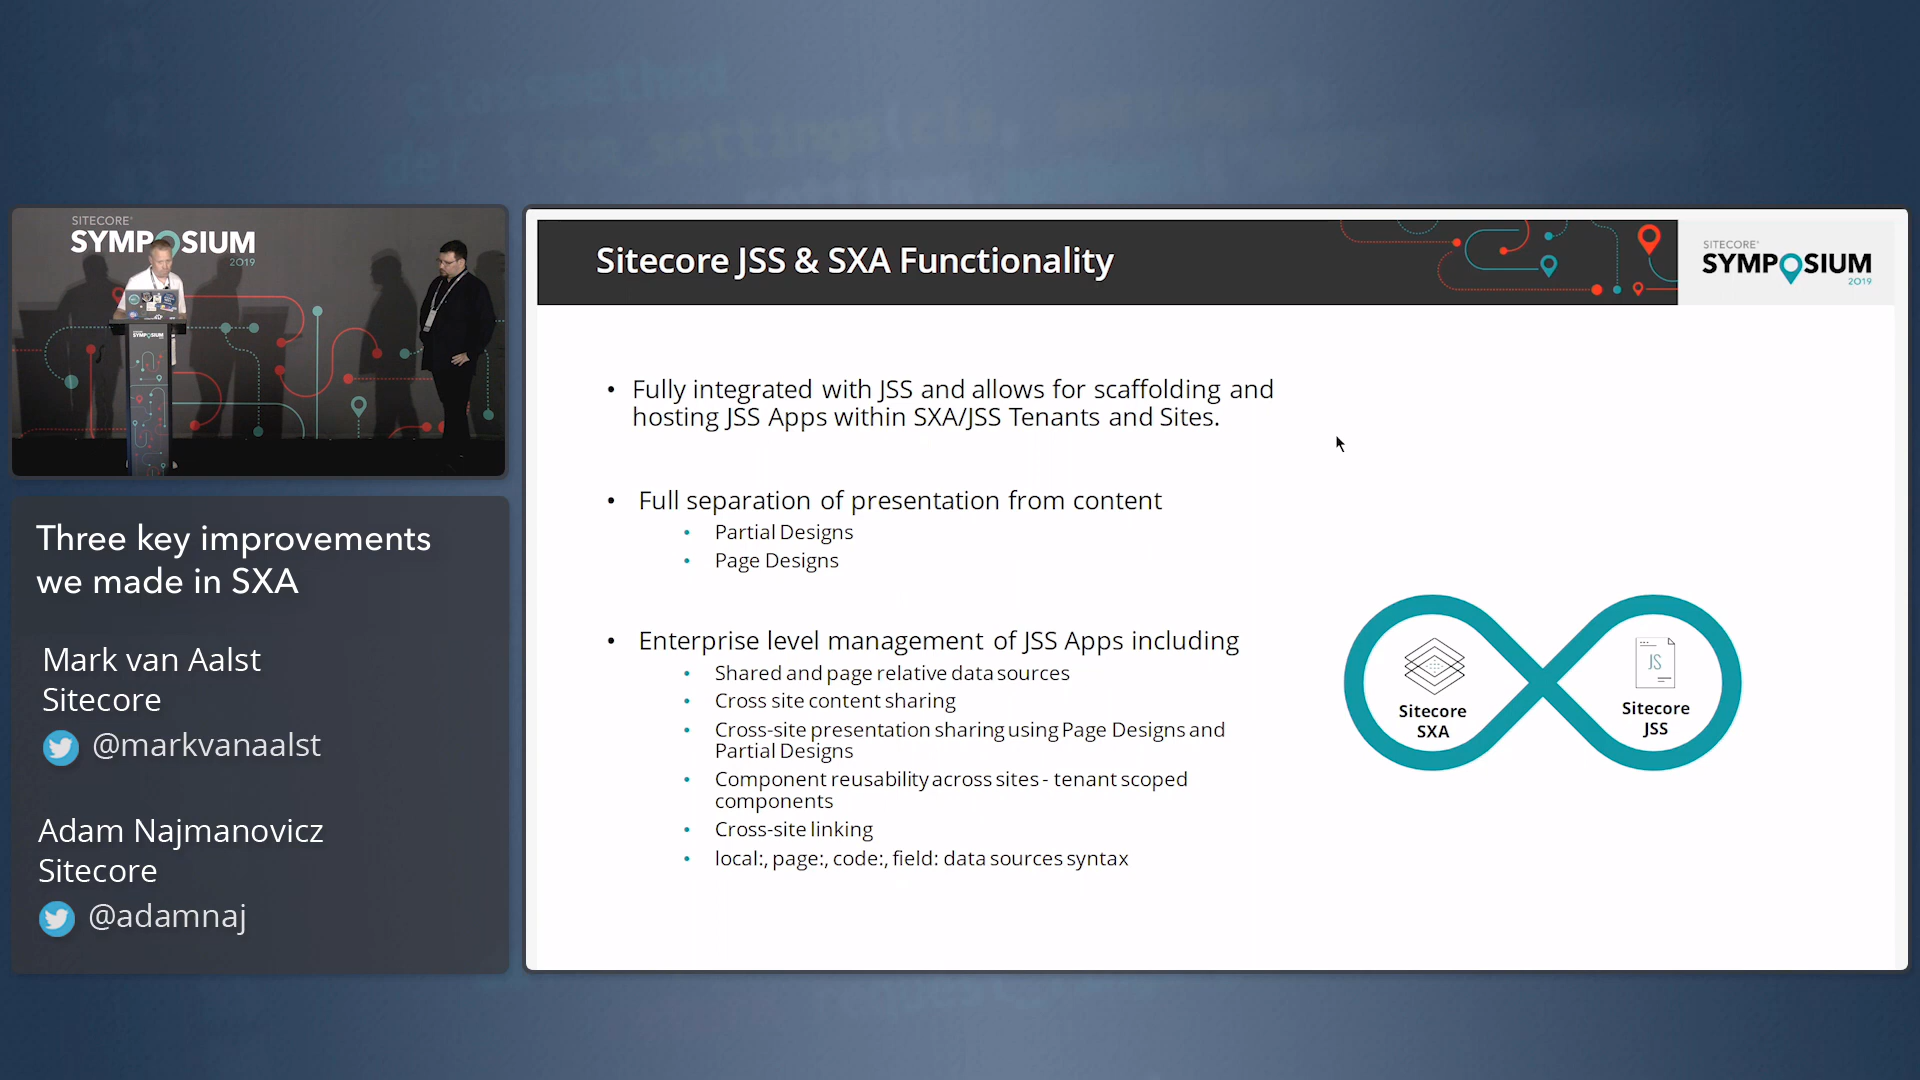 SITECORE
SYMPOSIUM
2019
SYMPOSIUM
Three key improvements
we made in SXA
Mark van Aalst
Sitecore
@markvanaalst
Adam Najmanovicz
Sitecore
@adamnaj
Sitecore JSS & SXA Functionality
SITECORE
SYMPOSIUM
2019
• Fully integrated with JSS and allows for scaffolding and
hosting JSS Apps within SXA/JSS Tenants and Sites.
• Full separation of presentation from content
• Partial Designs
• Page Designs
• Enterprise level management of JSS Apps including
• Shared and page relative data sources
• Cross site content sharing
• Cross-site presentation sharing using Page Designs and
Partial Designs
• Component reusability across sites - tenant scoped
components
• Cross-site linking
• local:, page:, code:, field: data sources syntax
Sitecore
SXA
JS
Sitecore
JSS